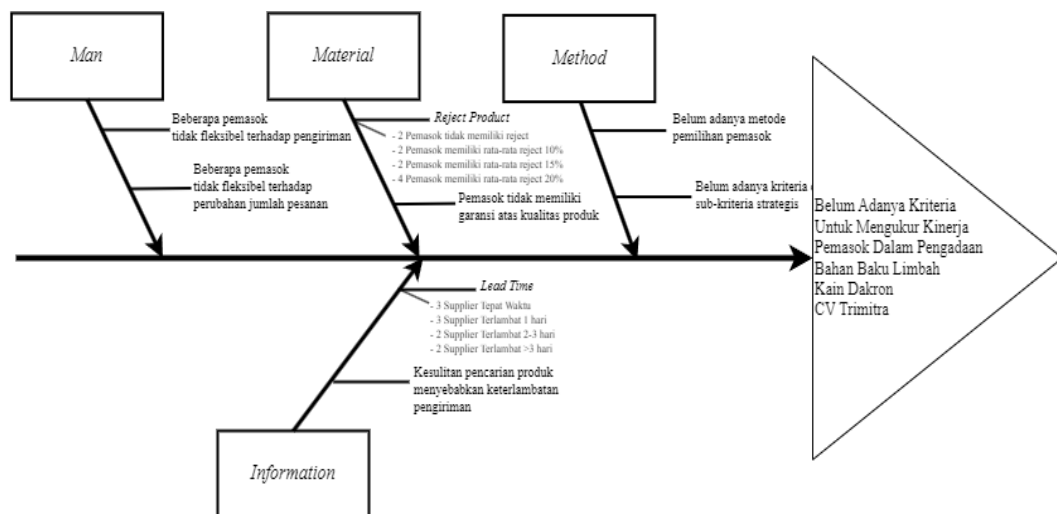 Man
Material
Method
Beberapa pemasok
tidak fleksibel terhadap pengiriman
Beberapa pemasok
tidak fleksibel terhadap
perubahan jumlah pesanan
Reject Product
- 2 Pemasok tidak memiliki reject
- 2 Pemasok memiliki rata-rata reject 10%
- 2 Pemasok memiliki rata-rata reject 15%
- 4 Pemasok memiliki rata-rata reject 20%
Pemasok tidak memiliki
garansi atas kualitas produk
Belum adanya metode
pemilihan pemasok
Belum adanya kriteria
sub-kriteria strategis
Belum Adanya Kriteria
Untuk Mengukur Kinerja
Pemasok Dalam Pengadaan
Bahan Baku Limbah
Kain Dakron
CV Trimitra
Lead Time
- 3 Supplier Tepat Waktu
- 3 Supplier Terlambat 1 hari
- 2 Supplier Terlambat 2-3 hari
- 2 Supplier Terlambat >3 hari
Kesulitan pencarian produk
menyebabkan keterlambatan
pengiriman
Information